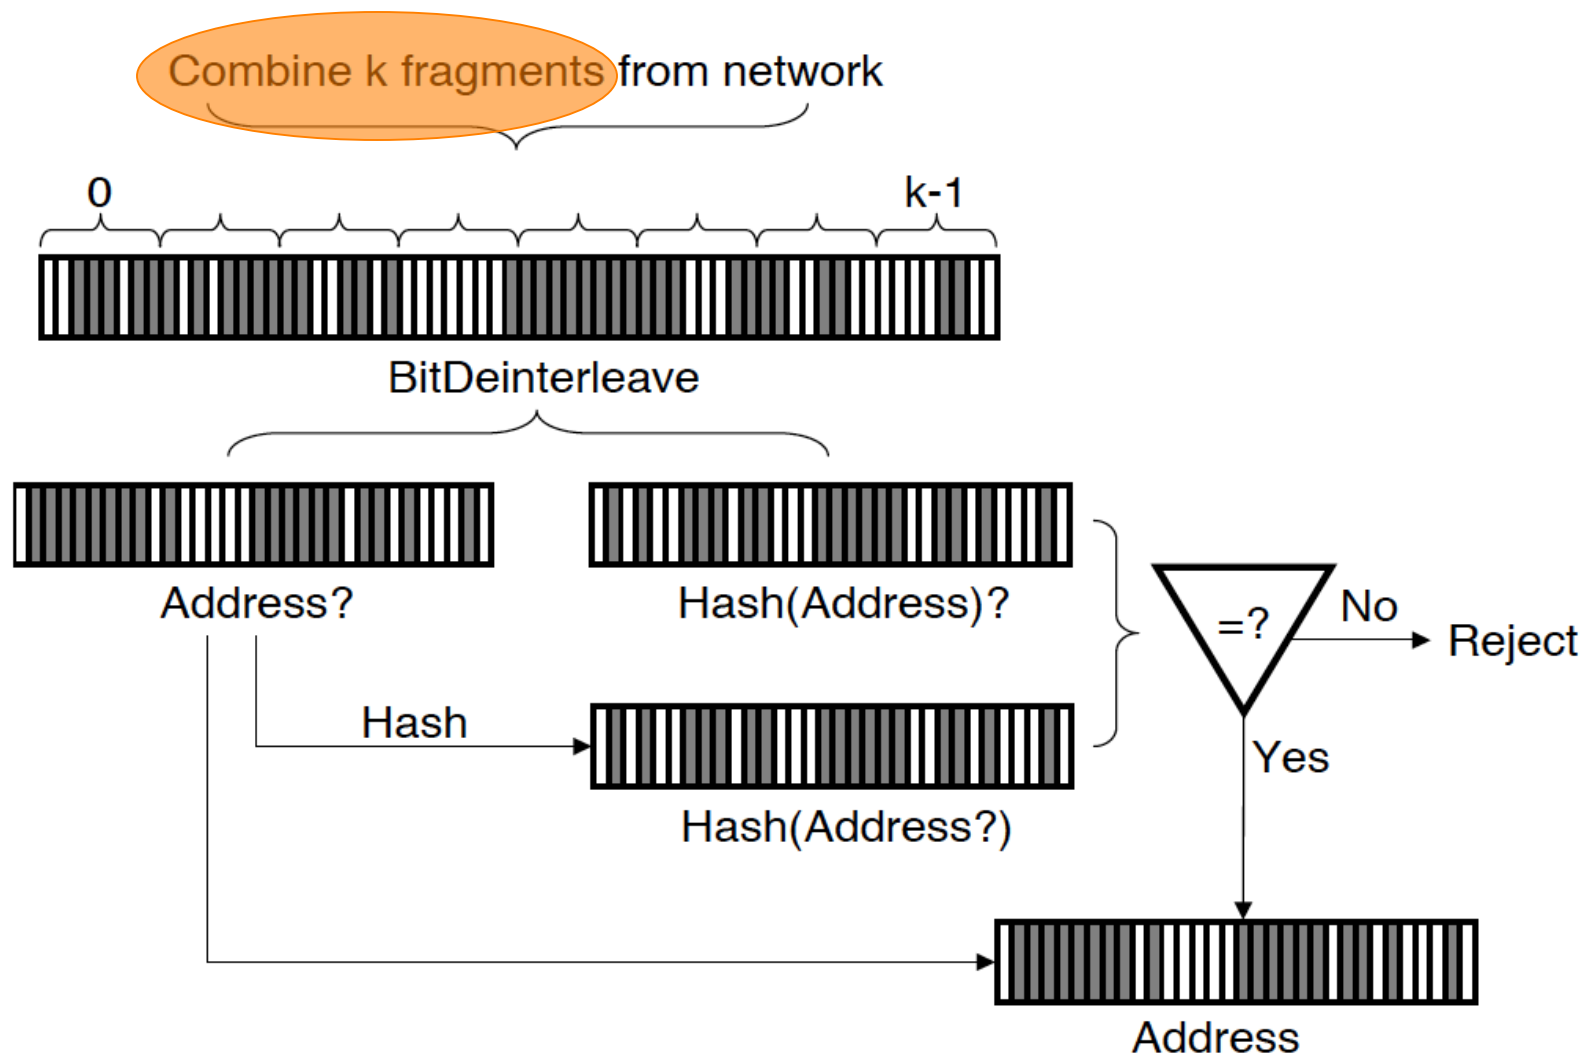 Combine k fragments from network
0
k-1
BitDeinterleave
Address?
Hash(Address)?
=?
No
Reject
Hash
Yes
Hash(Address?)
Address